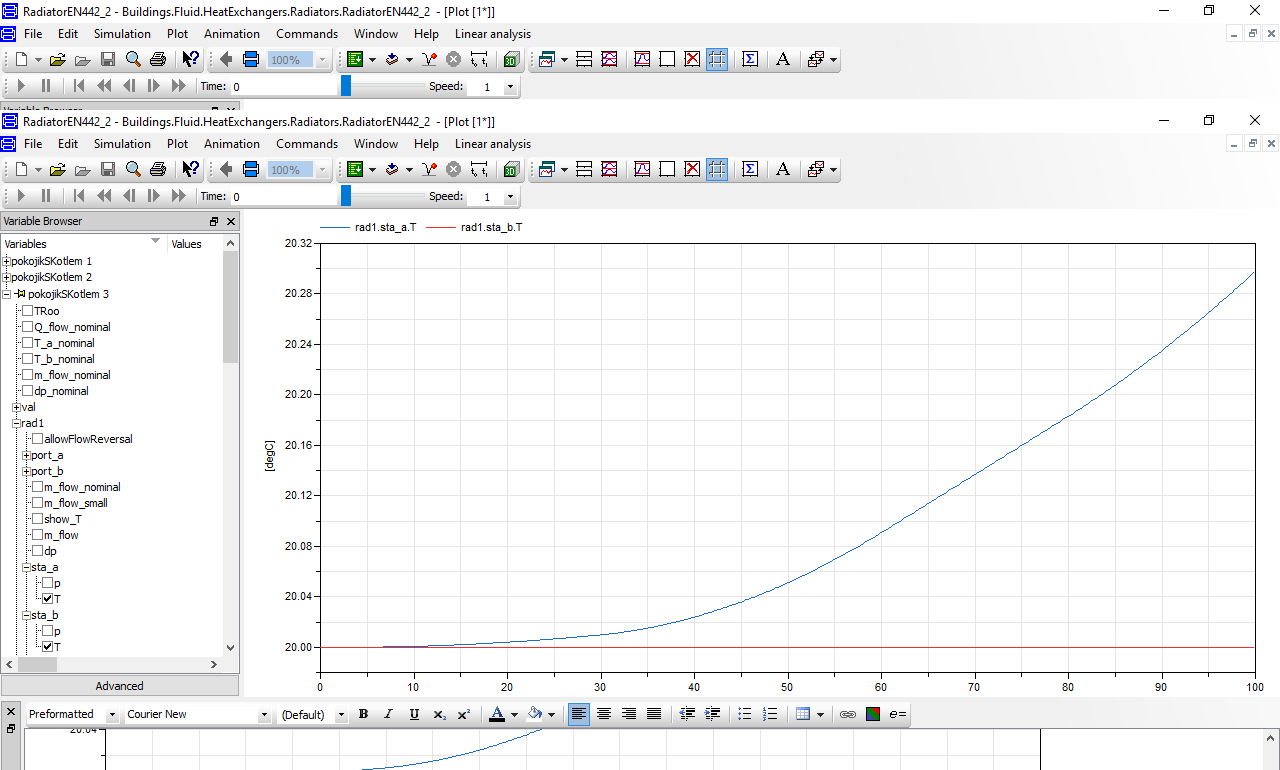 RadiatorEN442_2 - Buildings.Fluid.HeatExchangers.Radiators.RadiatorEN442_2 - [Plot [1*]]
File Edit Simulation Plot Animation Commands Window Help Linear analysis
100% 3D Σ A
Time: 0 Speed: 1
Variable Browser
RadiatorEN442_2 - Buildings.Fluid.HeatExchangers.Radiators.RadiatorEN442_2 - [Plot [1*]]
File Edit Simulation Plot Animation Commands Window Help Linear analysis
100% 3D Σ A
Time: 0 Speed: 1
Variable Browser
Variables Values
pokojikSKotlem 1
pokojikSKotlem 2
pokojikSKotlem 3
TRoo
Q_flow_nominal
T_a_nominal
T_b_nominal
m_flow_nominal
dp_nominal
val
rad1
allowFlowReversal
port_a
port_b
m_flow_nominal
m_flow_small
show_T
m_flow
dp
sta_a
p
T
sta_b
p
T
Advanced
rad1.sta_a.T rad1.sta_b.T
20.32
20.28
20.24
20.20
20.16
20.12
20.08
20.04
20.00
[degC]
0 10 20 30 40 50 60 70 80 90 100
Preformatted Courier New (Default) B I U x₂ x² A e=
20.04